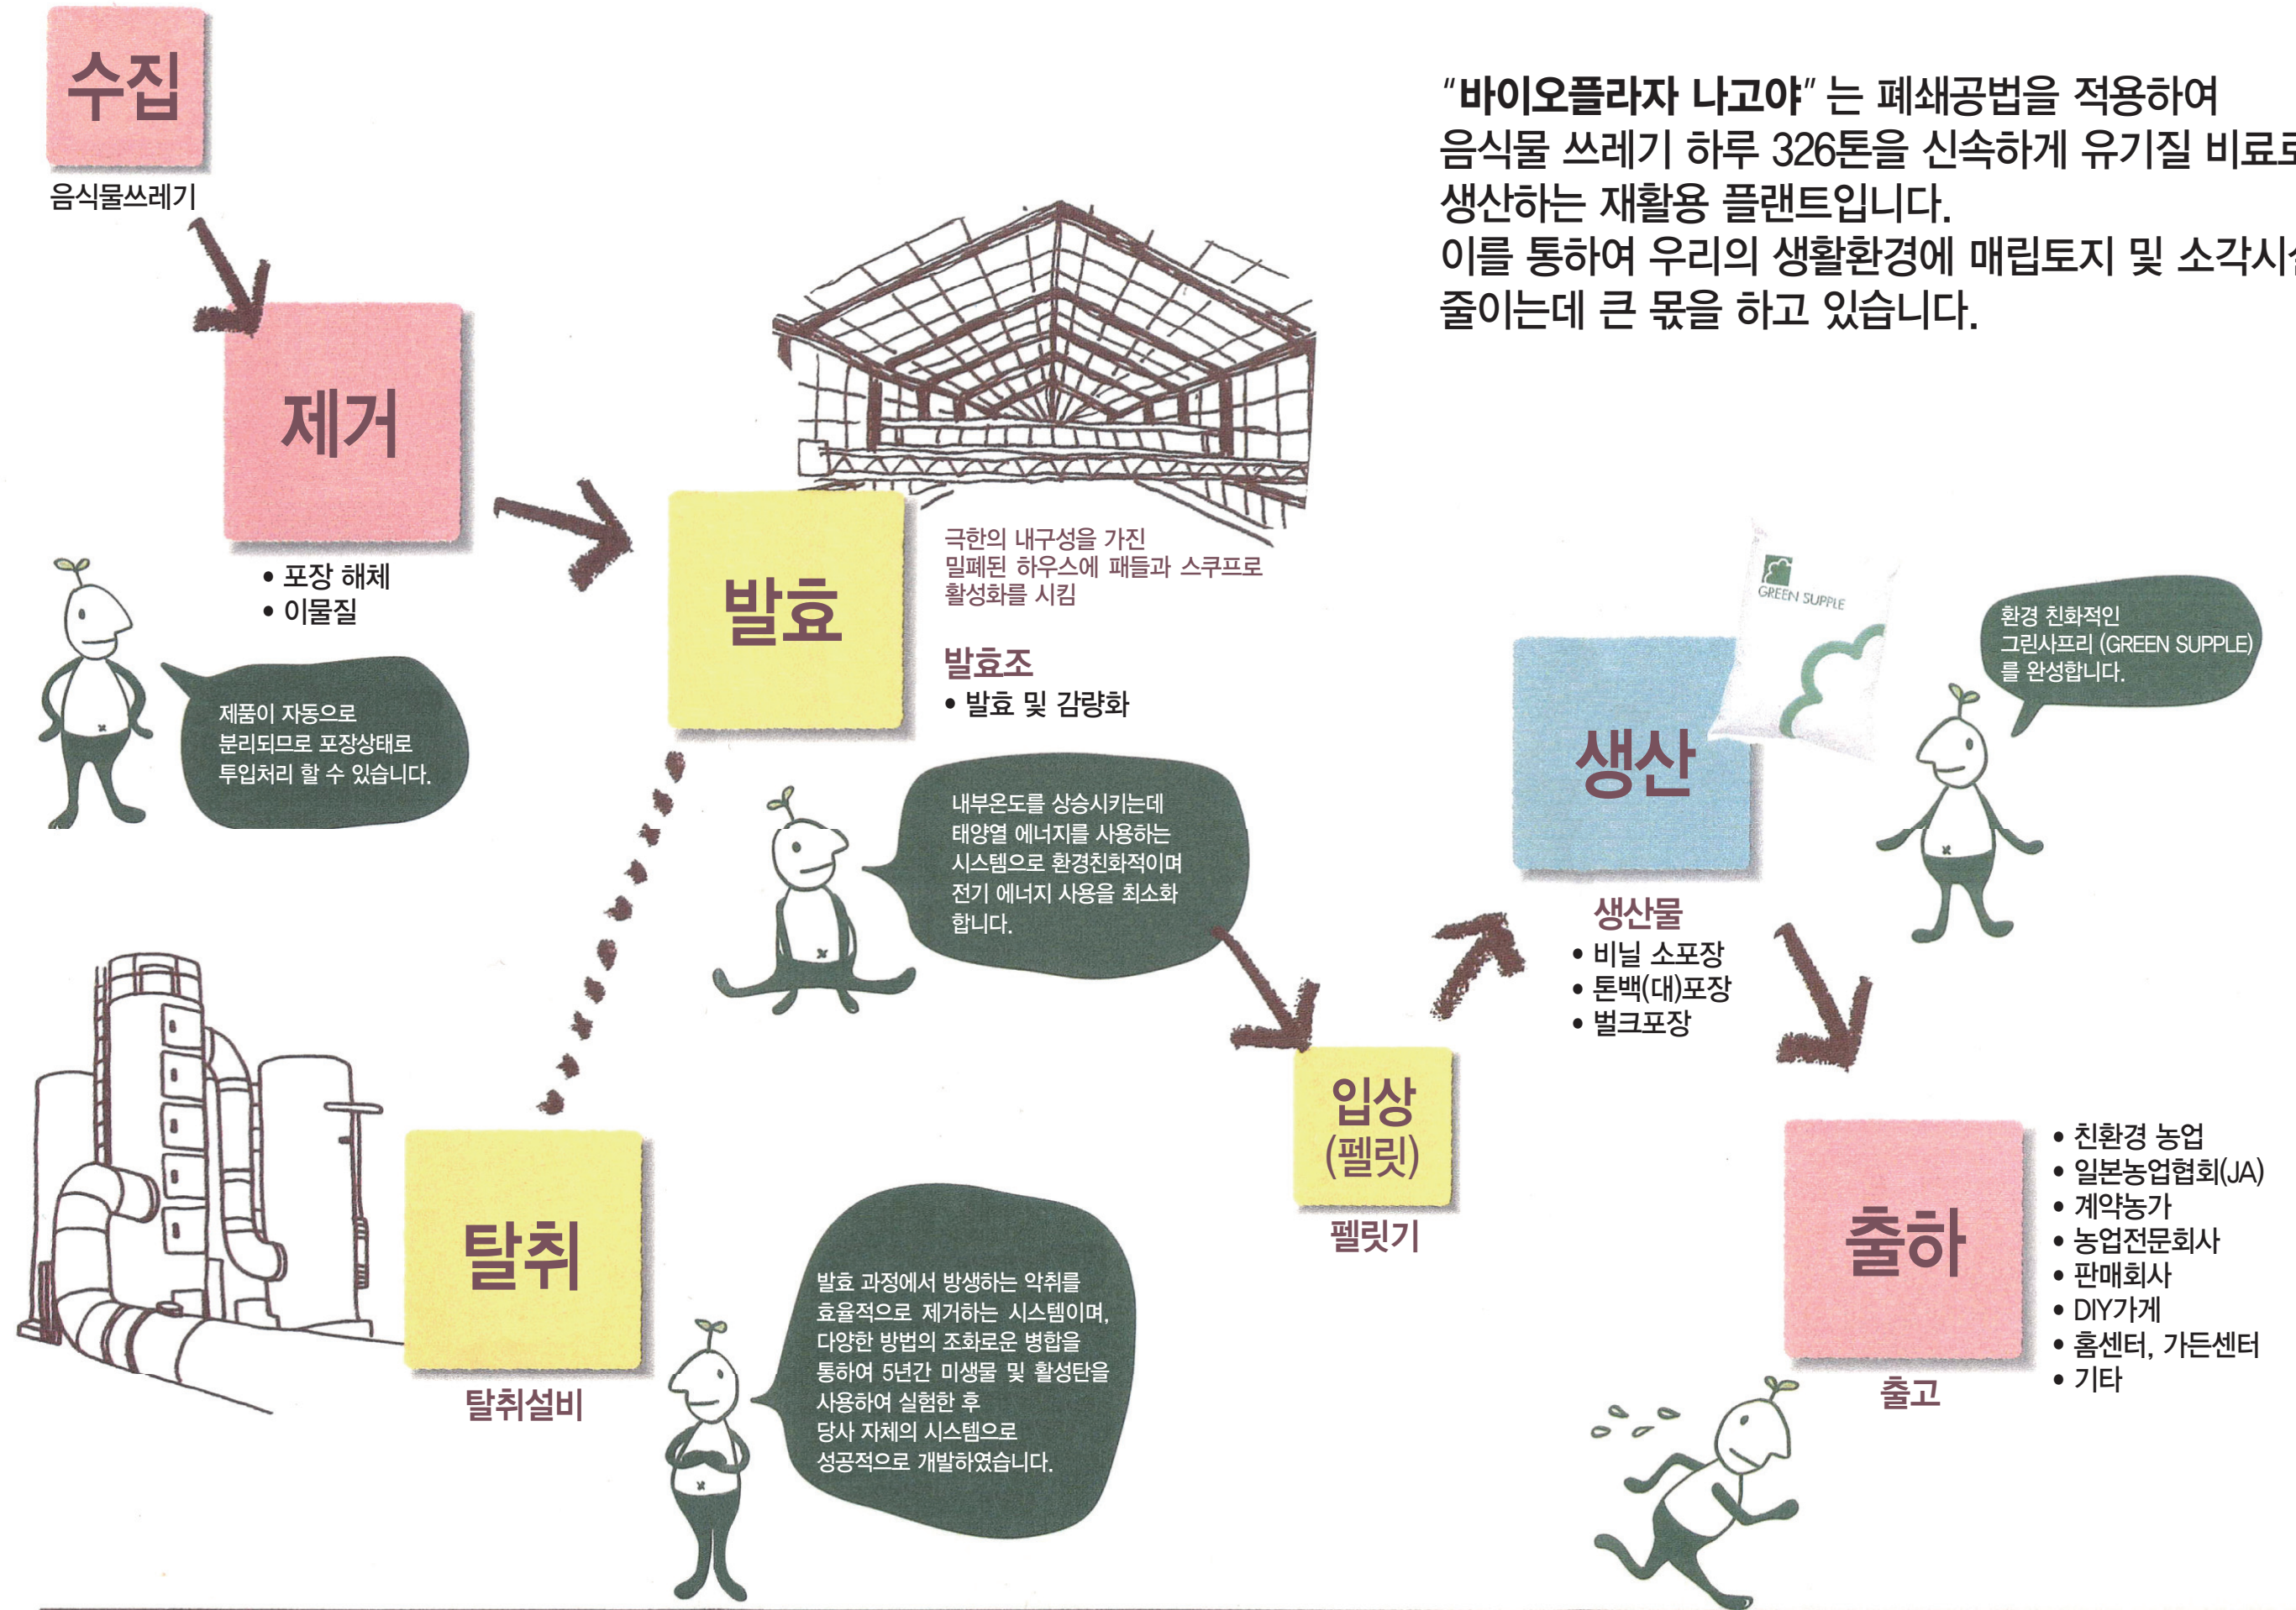 수집
음식물쓰레기
"바이오플라자 나고야" 는 폐쇄공법을 적용하여
음식물 쓰레기 하루 326톤을 신속하게 유기질 비료로
생산하는 재활용 플랜트입니다.
이를 통하여 우리의 생활환경에 매립토지 및
줄이는데 큰 몫을 하고 있습니다.
제거
• 포장 해체
• 이물질
제품이 자동으로
분리되므로 포장상태로
투입처리 할 수 있습니다.
발효
극한의 내구성을 가진
밀폐된 하우스에 패들과 스쿠프로
활성화를 시킴
발효조
• 발효 및 감량화
내부온도를 상승시키는데
태양열 에너지를 사용하는
시스템으로 환경친화적이며
전기 에너지 사용을 최소화
합니다.
탈취
탈취설비
발효 과정에서 방생하는 악취를
효율적으로 제거하는 시스템이며,
다양한 방법의 조화로운 병합을
통하여 5년간 미생물 및 활성탄을
사용하여 실험한 후
당사 자체의 시스템으로
성공적으로 개발하였습니다.
입상
(펠릿)
펠릿기
생산
GREEN SUPPLE
환경 친화적인
그린사프리 (GREEN SUPPLE)
를 완성합니다.
생산물
• 비닐 소포장
• 톤백(대)포장
• 벌크포장
출하
출고
• 친환경 농업
• 일본농업협회(JA)
• 계약농가
• 농업전문회사
• 판매회사
• DIY가게
• 홈센터, 가든센터
• 기타